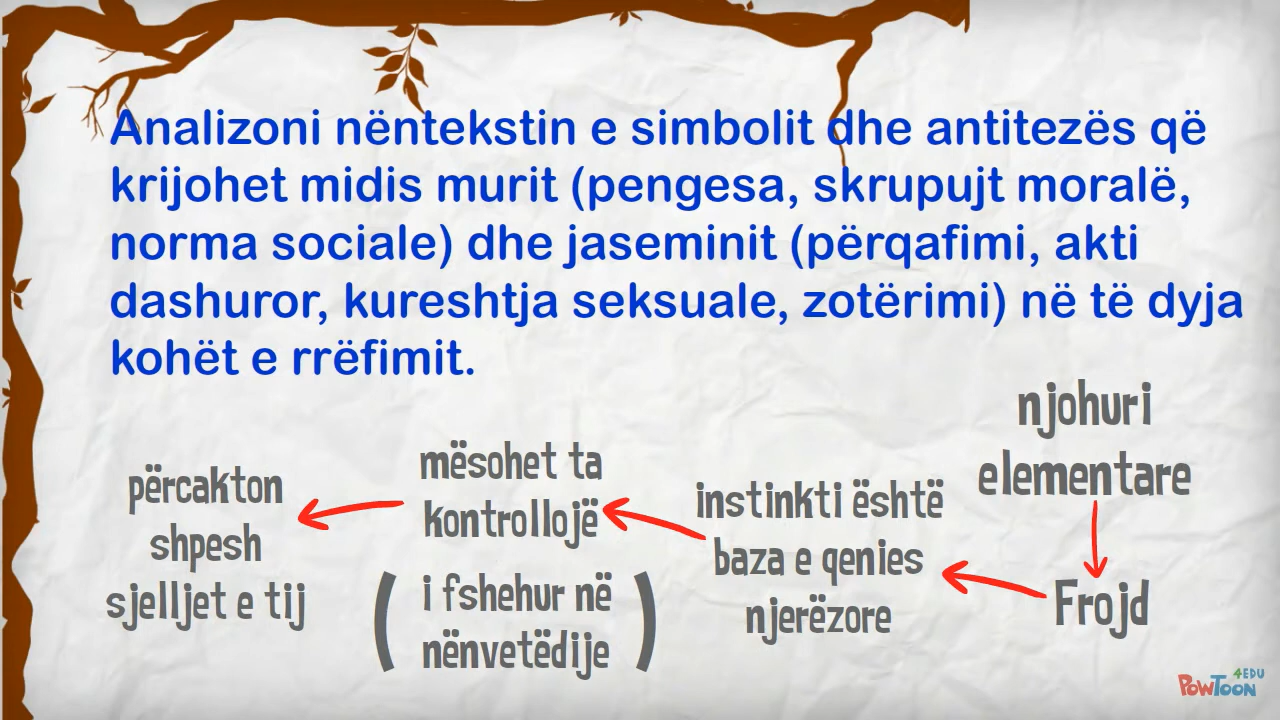 Analizoni nëntekstin e simbolit dhe antitezës që
krijohet midis murit (pengesa, skrupujt moralë,
norma sociale) dhe jaseminit (përqafimi, akti
dashuror, kureshtja seksuale, zotërimi) në të dyja
kohët e rrëfimit.
njohuri
elementare
Frojd
instinkti është
baza e qenies
njerëzore
mësohet ta
kontrollojë
( i fshehur në
nënvetëdije )
përcakton
shpesh
sjelljet e tij
POWTOON
4EDU